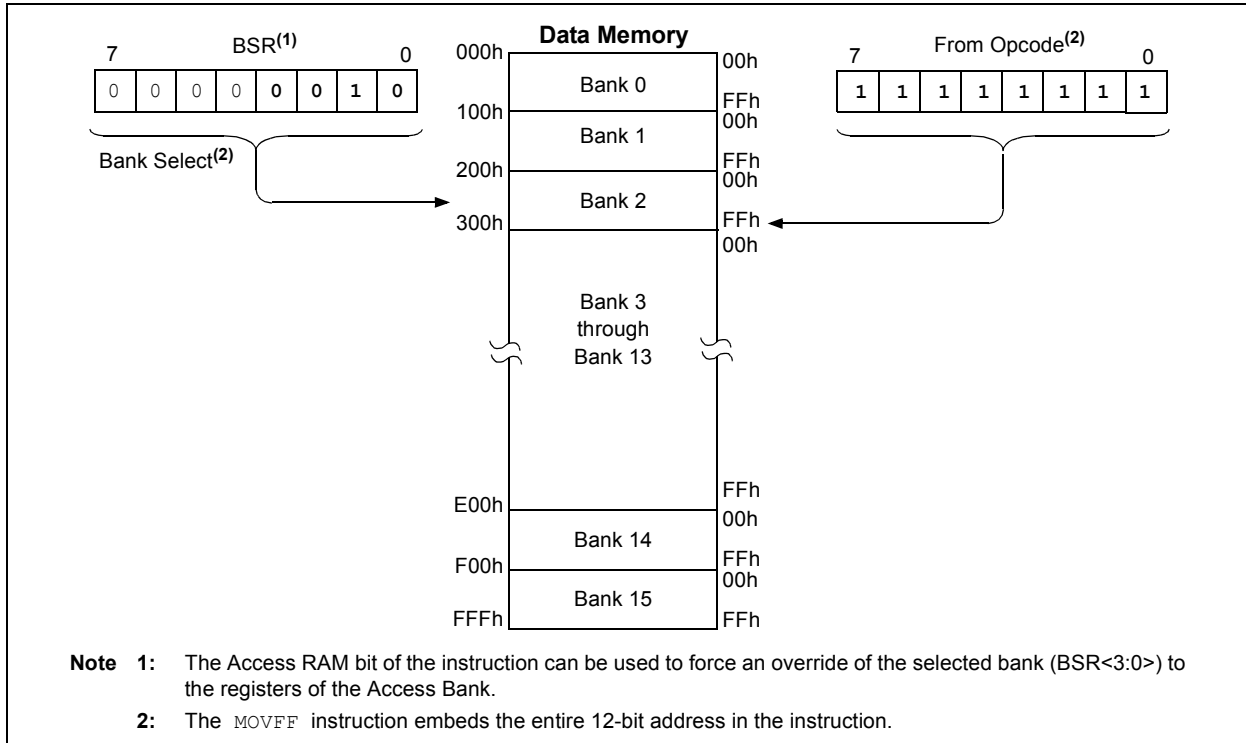 Data Memory
BSR(1)
7 0
0 0 0 0 0 0 1 0
Bank Select(2)
From Opcode(2)
7 0
1 1 1 1 1 1 1 1
000h Bank 0 00h
FFh
100h Bank 1 00h
FFh
200h Bank 2 00h
FFh
300h 00h
Bank 3
through
Bank 13
FFh
E00h Bank 14 00h
FFh
F00h Bank 15 00h
FFFh FFh
Note 1: The Access RAM bit of the instruction can be used to force an override of the selected bank (BSR<3:0>) to
the registers of the Access Bank.
2: The MOVFF instruction embeds the entire 12-bit address in the instruction.